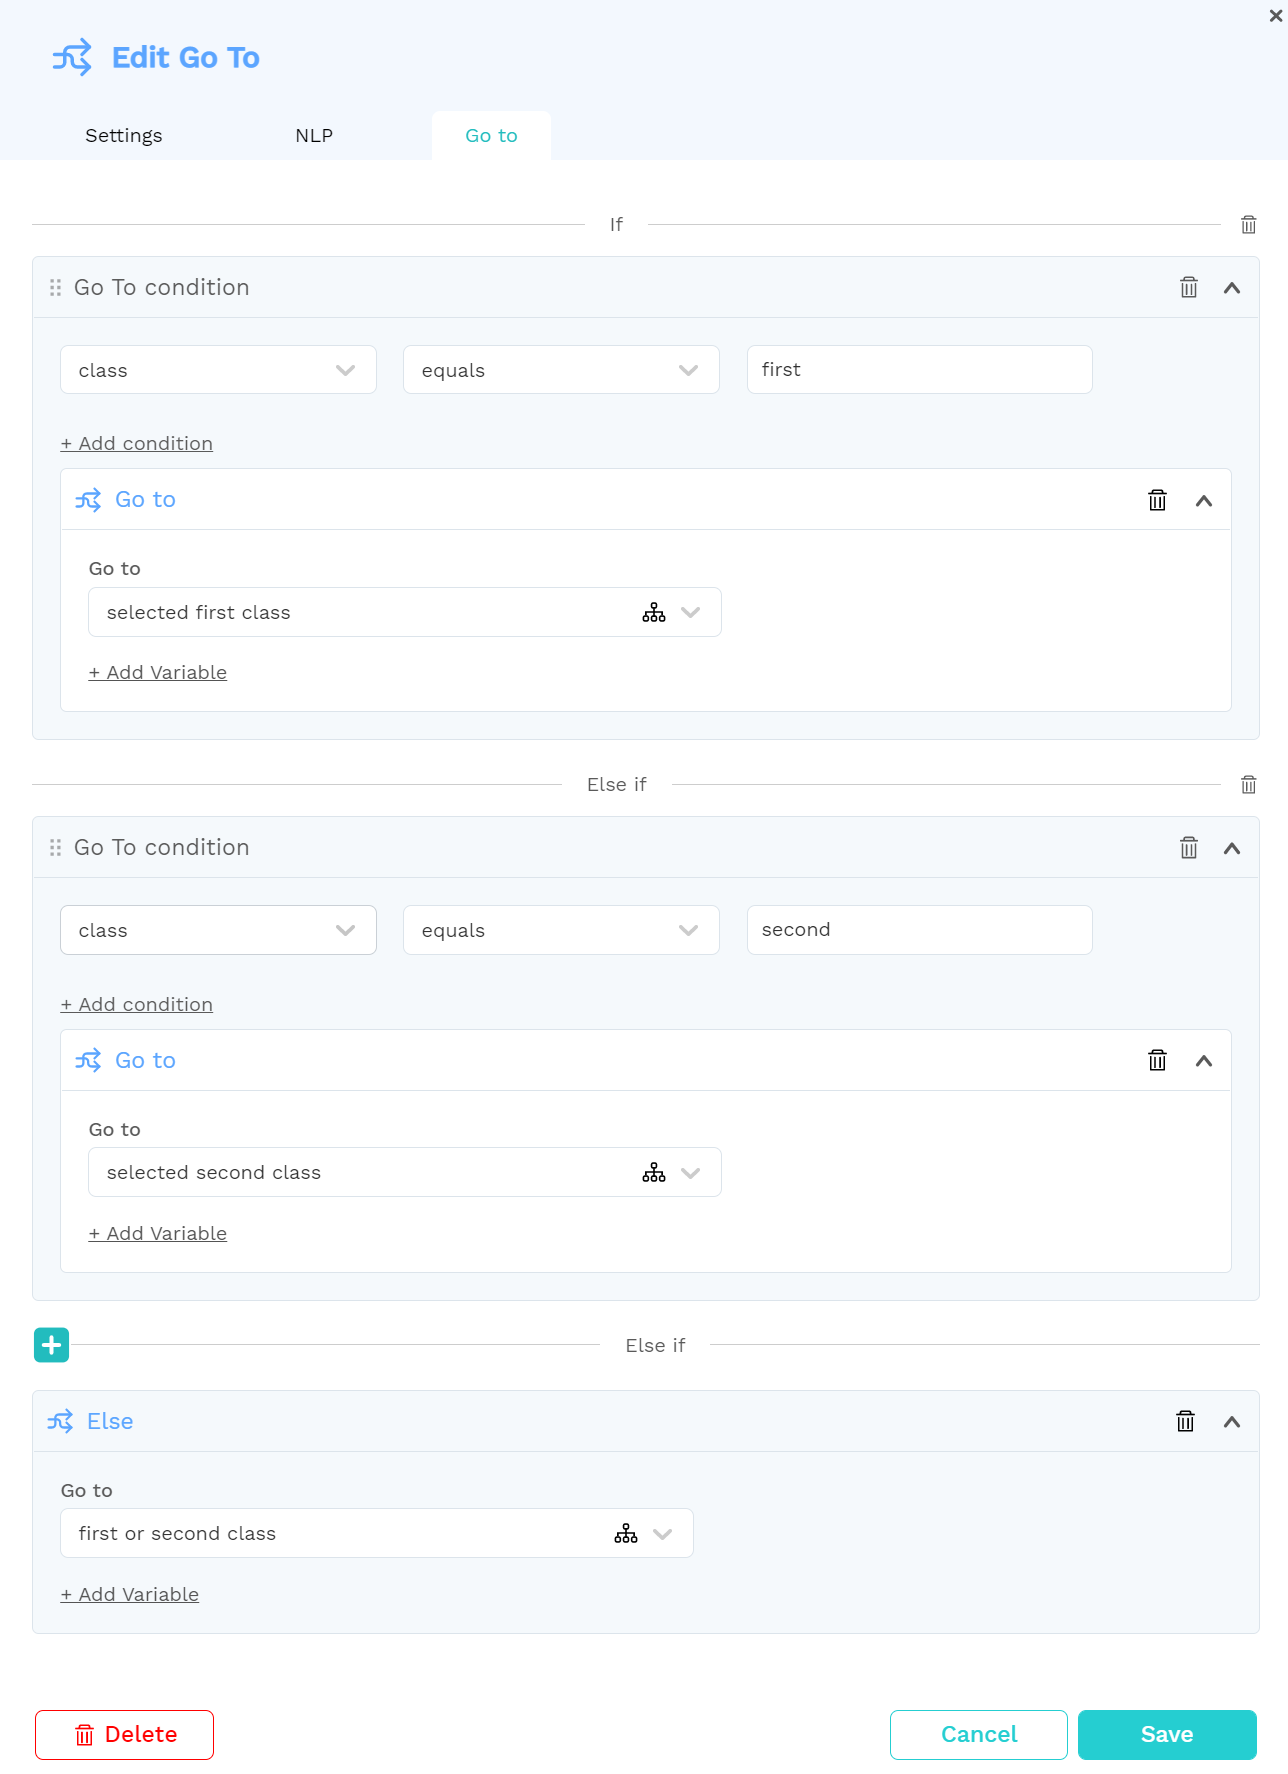 Edit Go To
Settings NLP Go to
If
Go To condition
class equals first
+ Add condition
Go to
Go to
selected first class
+ Add Variable
Else if
Go To condition
class equals second
+ Add condition
Go to
Go to
selected second class
+ Add Variable
Else if
Else
Go to
first or second class
+ Add Variable
Delete Cancel Save